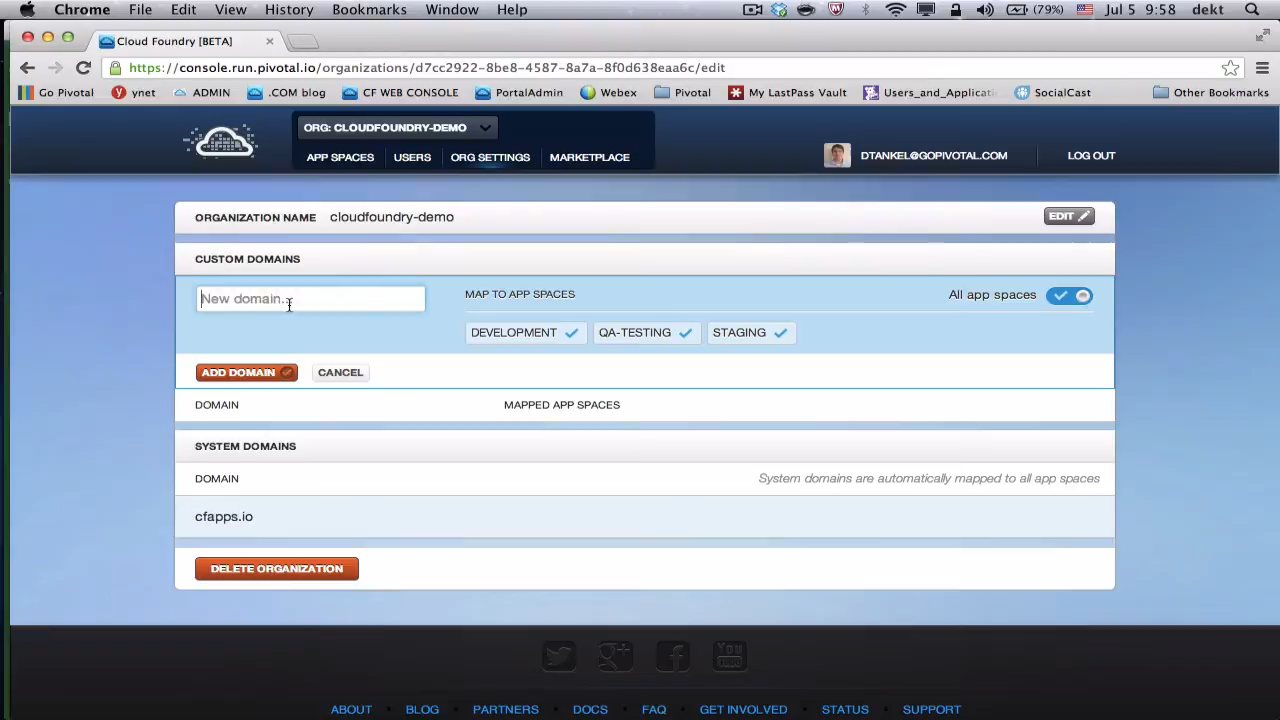 Chrome File Edit View History Bookmarks Window Help (79%) Jul 5 9:58 dekt
Cloud Foundry [BETA]
https://console.run.pivotal.io/organizations/d7cc2922-8be8-4587-8a7a-8f0d638eaa6c/edit
Go Pivotal ynet ADMIN .COM blog CF WEB CONSOLE PortalAdmin Webex Pivotal My LastPass Vault Users_and_Applicati SocialCast Other Bookmarks
ORG: CLOUDFOUNDRY-DEMO
APP SPACES USERS ORG SETTINGS MARKETPLACE DTANKEL@GOPIVOTAL.COM LOG OUT
ORGANIZATION NAME cloudfoundry-demo EDIT
CUSTOM DOMAINS
New domain... MAP TO APP SPACES All app spaces
DEVELOPMENT QA-TESTING STAGING
ADD DOMAIN CANCEL
DOMAIN MAPPED APP SPACES
SYSTEM DOMAINS
DOMAIN System domains are automatically mapped to all app spaces
cfapps.io
DELETE ORGANIZATION
You Tube
ABOUT BLOG PARTNERS DOCS FAQ GET INVOLVED STATUS SUPPORT